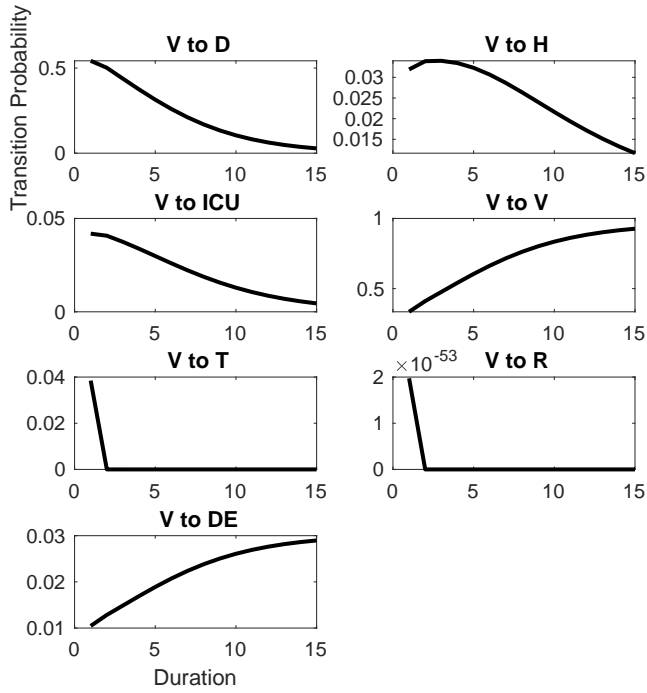 Transition Probability
V to D
0.5
0
0 5 10 15
V to H
0.03
0.025
0.02
0.015
0 5 10 15
V to ICU
0.05
0
0 5 10 15
V to V
1
0.5
0 5 10 15
V to T
0.04
0.02
0
0 5 10 15
V to R
×10-53
2
1
0
0 5 10 15
V to DE
0.03
0.02
0.01
0 5 10 15
Duration